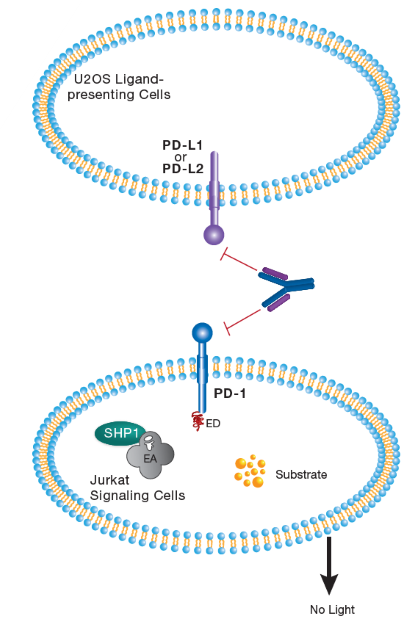 U2OS Ligand-
presenting Cells
PD-L1
or
PD-L2
PD-1
ED
SHP1
EA
Jurkat
Signaling Cells
Substrate
No Light